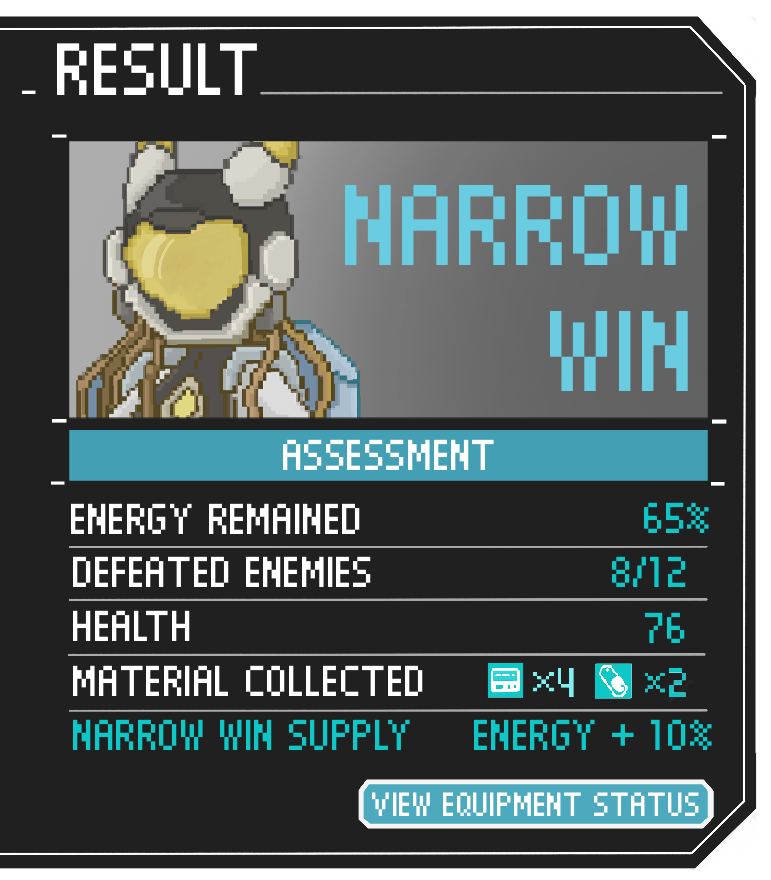 RESULT
NARROW
WIN
ASSESSMENT
ENERGY REMAINED 65%
DEFEATED ENEMIES 8/12
HEALTH 76
MATERIAL COLLECTED ×4 ×2
NARROW WIN SUPPLY ENERGY + 10%
VIEW EQUIPMENT STATUS